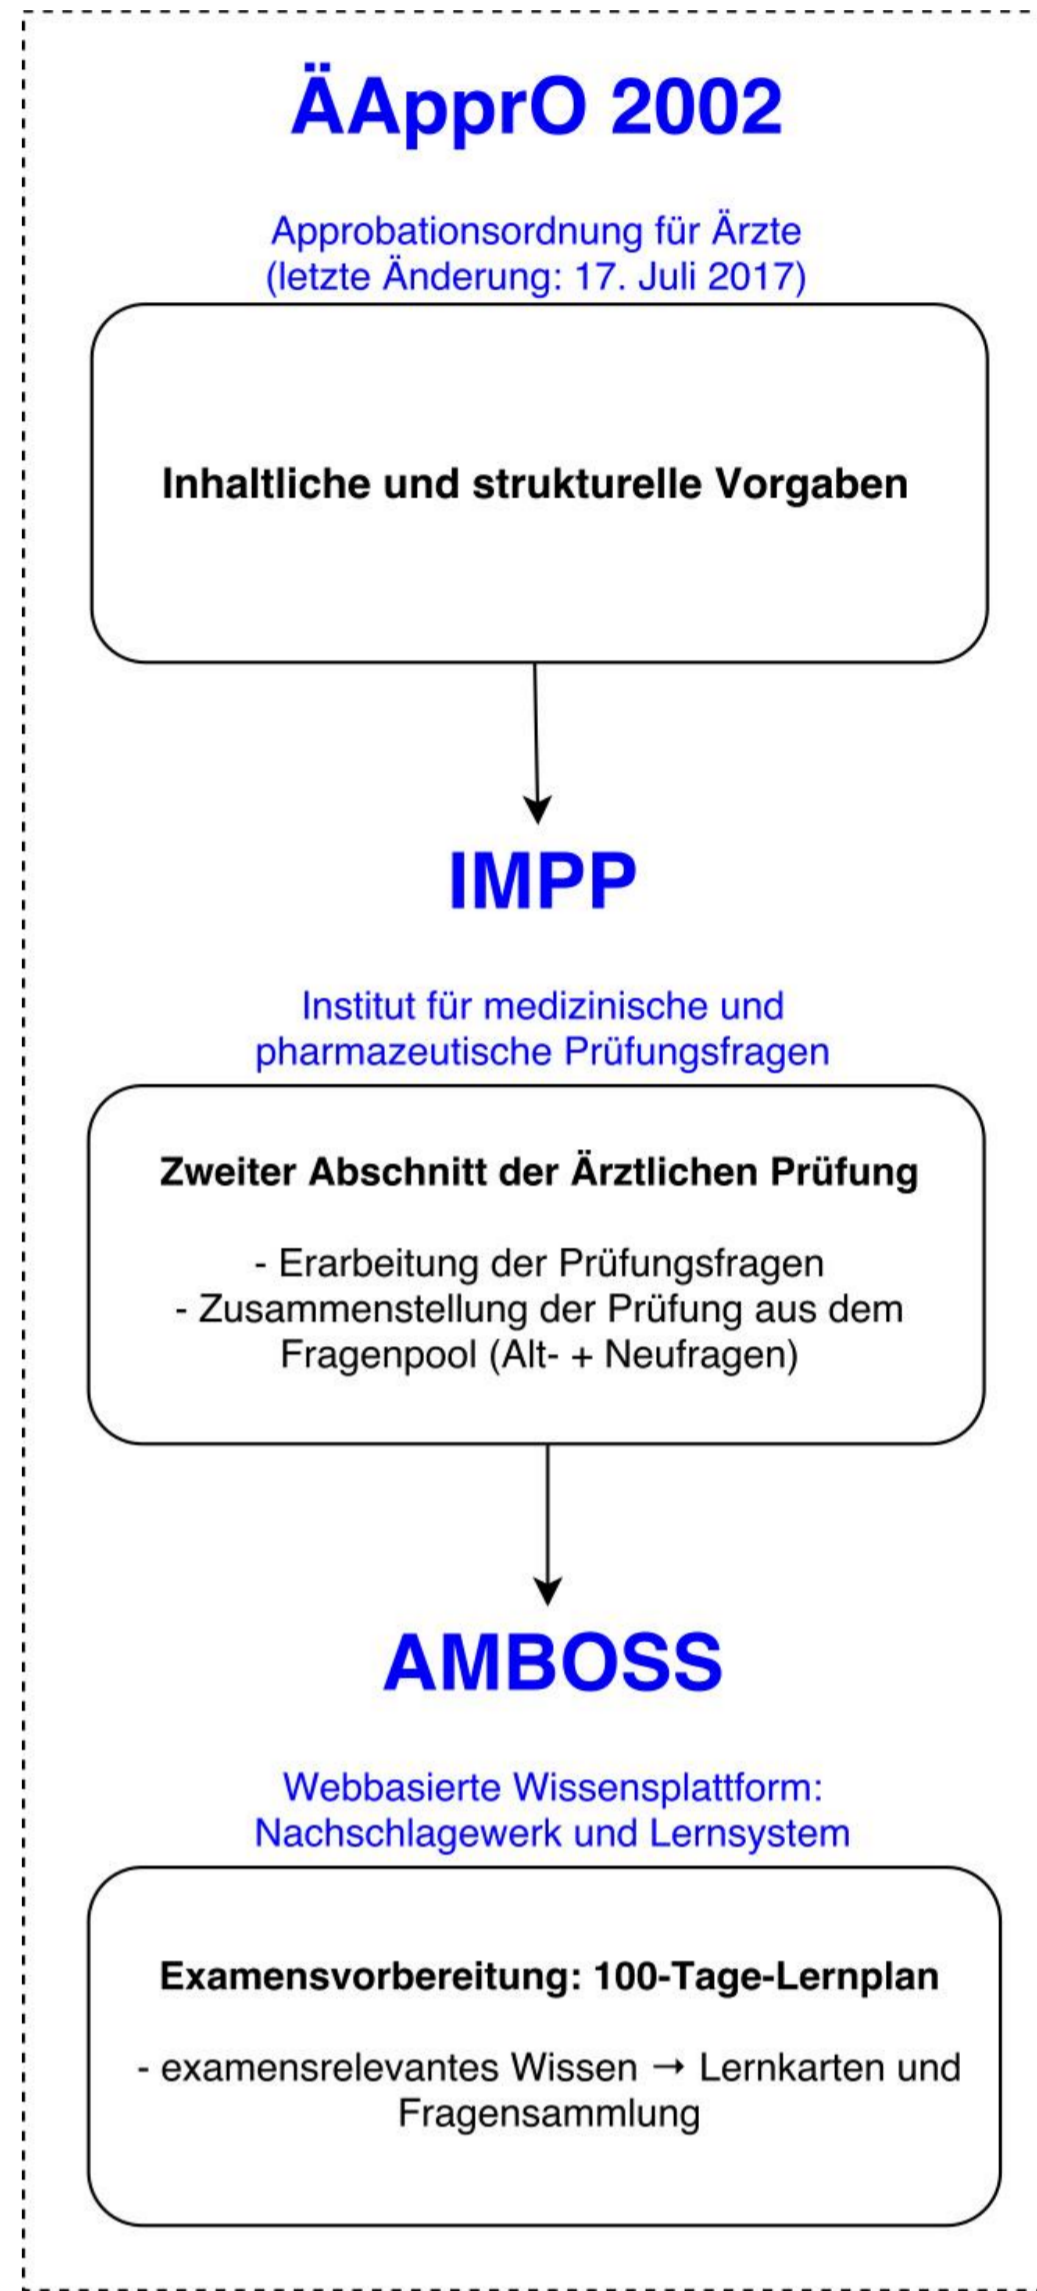 ÄApprO 2002
Approbationsordnung für Ärzte
(letzte Änderung: 17. Juli 2017)
Inhaltliche und strukturelle Vorgaben
IMPP
Institut für medizinische und
pharmazeutische Prüfungsfragen
Zweiter Abschnitt der Ärztlichen Prüfung
- Erarbeitung der Prüfungsfragen
- Zusammenstellung der Prüfung aus dem
Fragenpool (Alt- + Neufragen)
AMBOSS
Webbasierte Wissensplattform:
Nachschlagewerk und Lernsystem
Examensvorbereitung: 100-Tage-Lernplan
- examensrelevantes Wissen → Lernkarten und
Fragensammlung